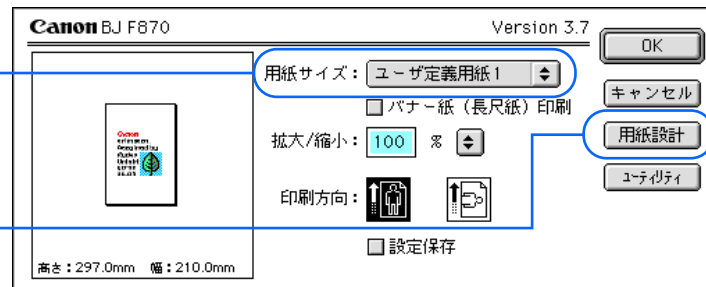 Canon BJ F870
Version 3.7
用紙サイズ：ユーザ定義用紙1
バナー紙（長尺紙）印刷
拡大/縮小：100 %
印刷方向：
設定保存
高さ：297.0mm 幅：210.0mm
OK
キャンセル
用紙設計
ユーティリティ
Canon